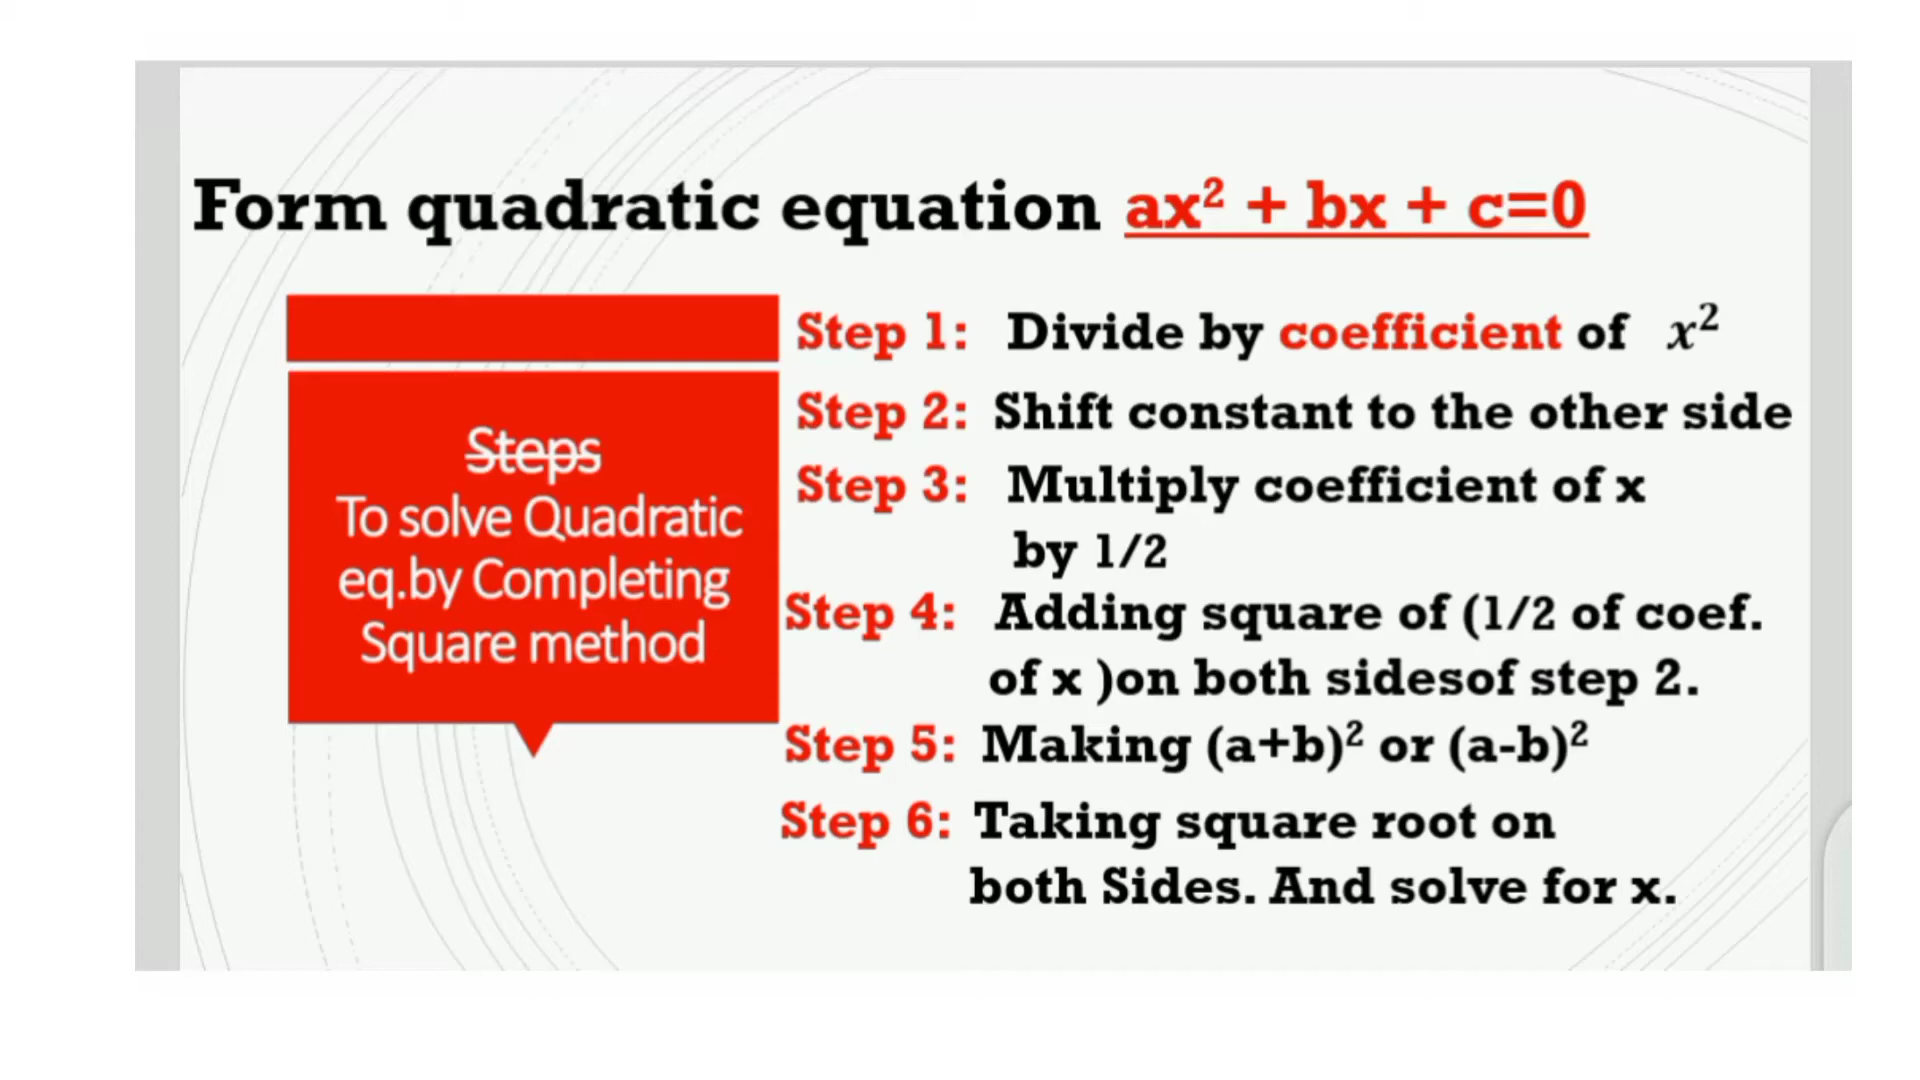 Form quadratic equation ax² + bx + c=0
Steps
To solve Quadratic
eq.by Completing
Square method
Step 1: Divide by coefficient of x²
Step 2: Shift constant to the other side
Step 3: Multiply coefficient of x
by 1/2
Step 4: Adding square of (1/2 of coef.
of x )on both sidesof step 2.
Step 5: Making (a+b)² or (a-b)²
Step 6: Taking square root on
both Sides. And solve for x.